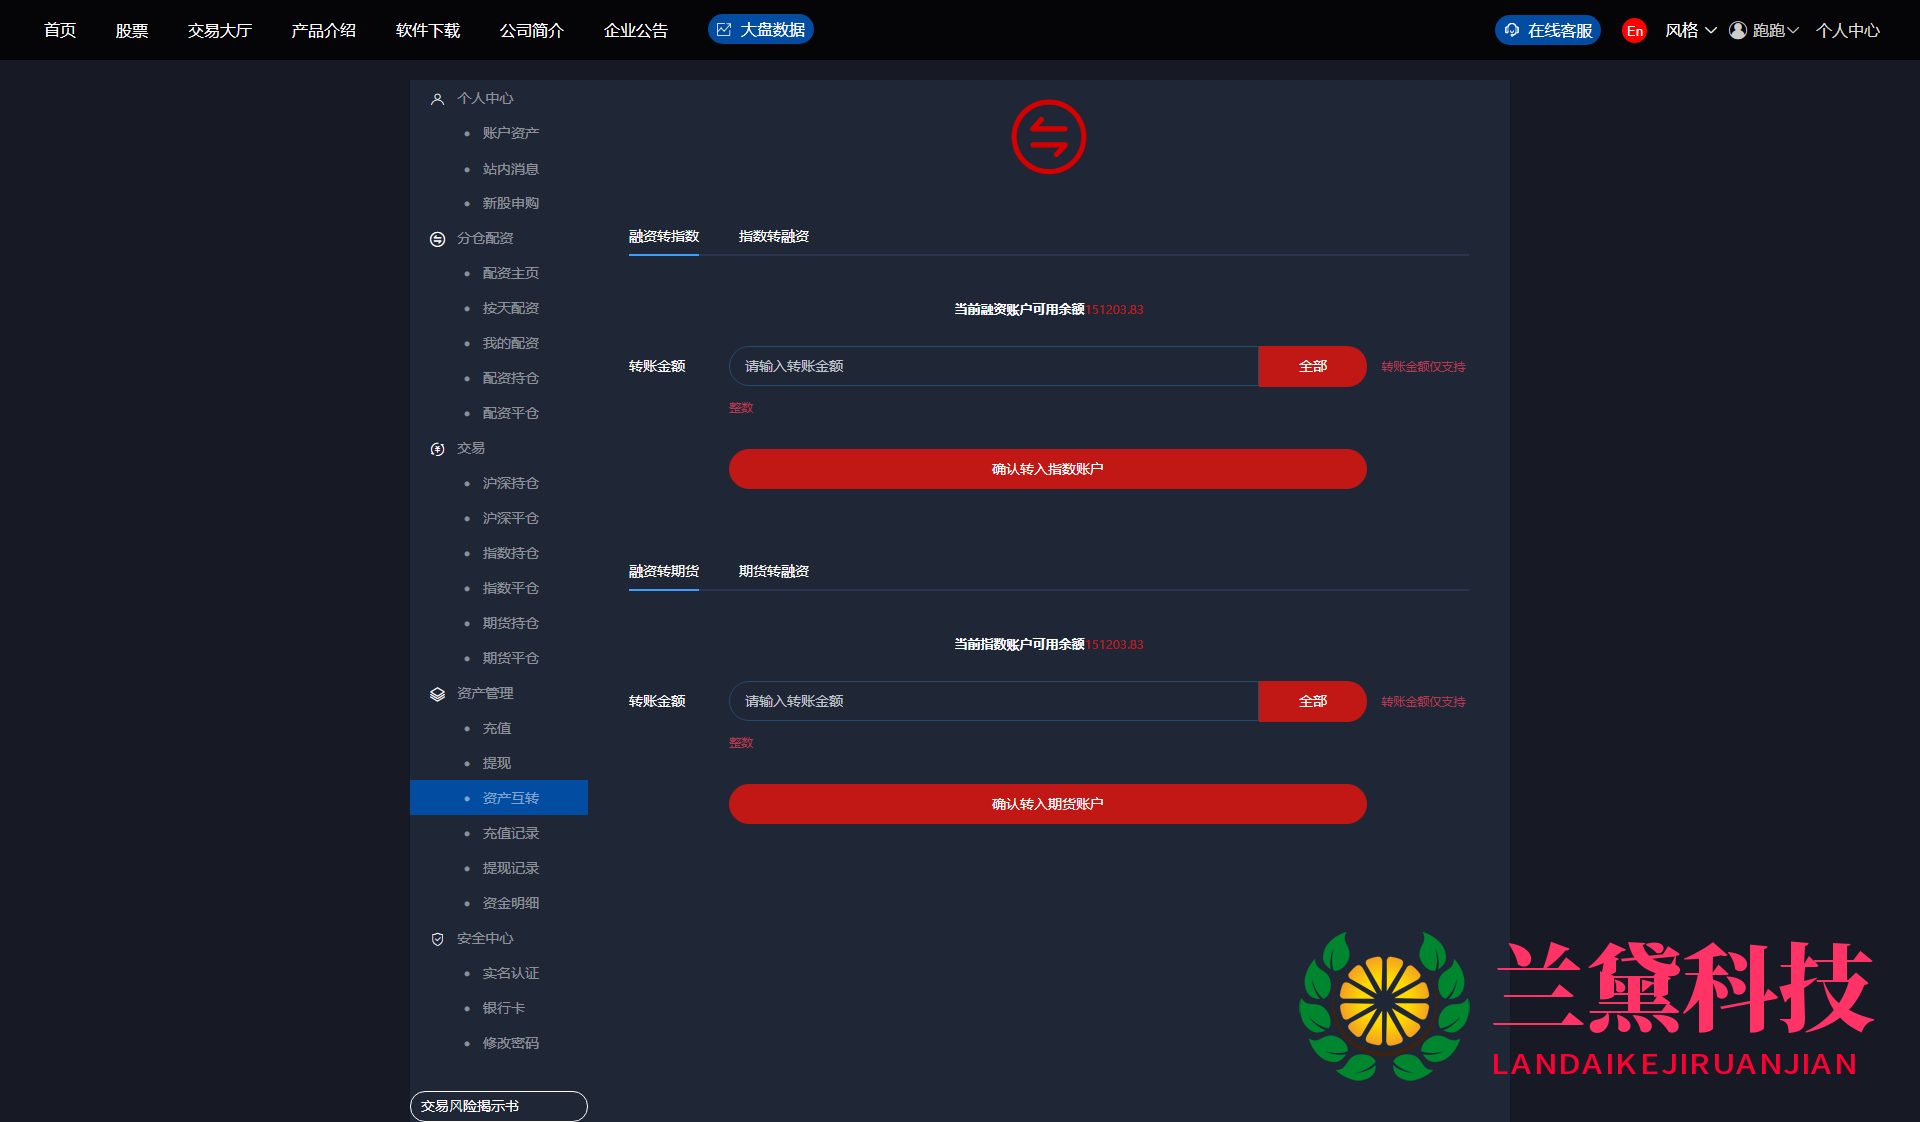 首页 股票 交易大厅 产品介绍 软件下载 公司简介 企业公告 大盘数据 在线客服 En 风格 跑跑 个人中心
个人中心
账户资产
站内消息
新股申购
分仓配资
配资主页
按天配资
我的配资
配资持仓
配资平仓
交易
沪深持仓
沪深平仓
指数持仓
指数平仓
期货持仓
期货平仓
资产管理
充值
提现
资产互转
充值记录
提现记录
资金明细
安全中心
实名认证
银行卡
修改密码
交易风险揭示书
融资转指数 指数转融资
当前融资账户可用余额151203.83
转账金额 请输入转账金额 全部 转账金额仅支持
整数
确认转入指数账户
融资转期货 期货转融资
当前指数账户可用余额151203.83
转账金额 请输入转账金额 全部 转账金额仅支持
整数
确认转入期货账户
兰黛科技
LANDAIKEJIRUANJIAN